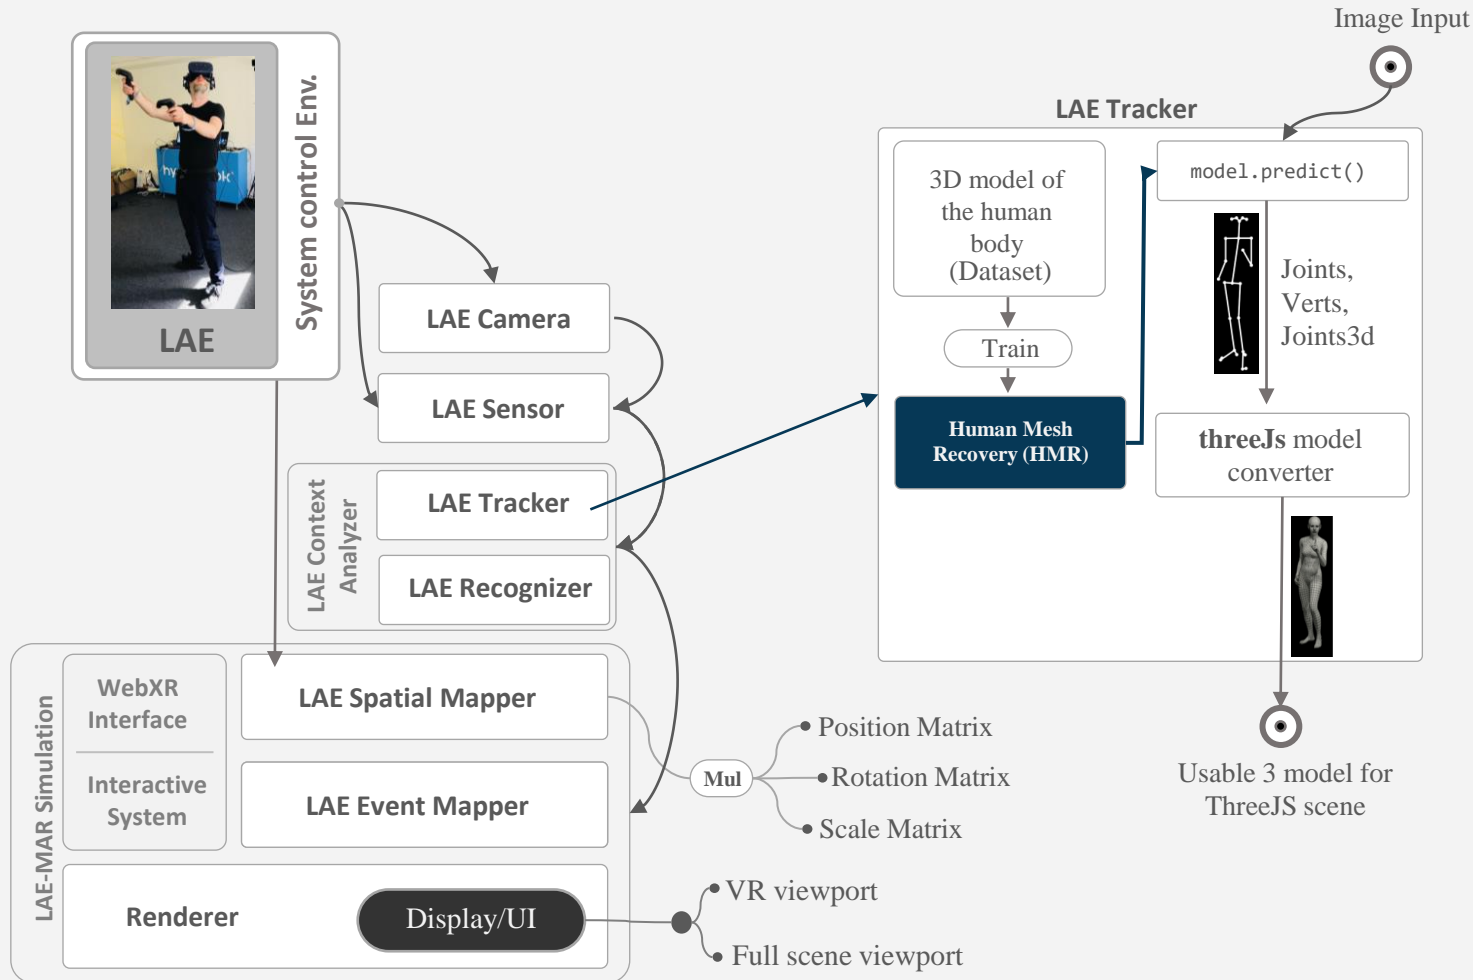 Image Input
LAE Tracker
System control Env.
LAE
LAE Camera
LAE Sensor
LAE Context
Analyzer
LAE Tracker
LAE Recognizer
3D model of
the human
body
(Dataset)
Train
Human Mesh
Recovery (HMR)
model.predict()
Joints,
Verts,
Joints3d
threeJs model
converter
Usable 3 model for
ThreeJS scene
LAE-MAR Simulation
WebXR
Interface
Interactive
System
LAE Spatial Mapper
LAE Event Mapper
Mul
Position Matrix
Rotation Matrix
Scale Matrix
Renderer
Display/UI
VR viewport
Full scene viewport